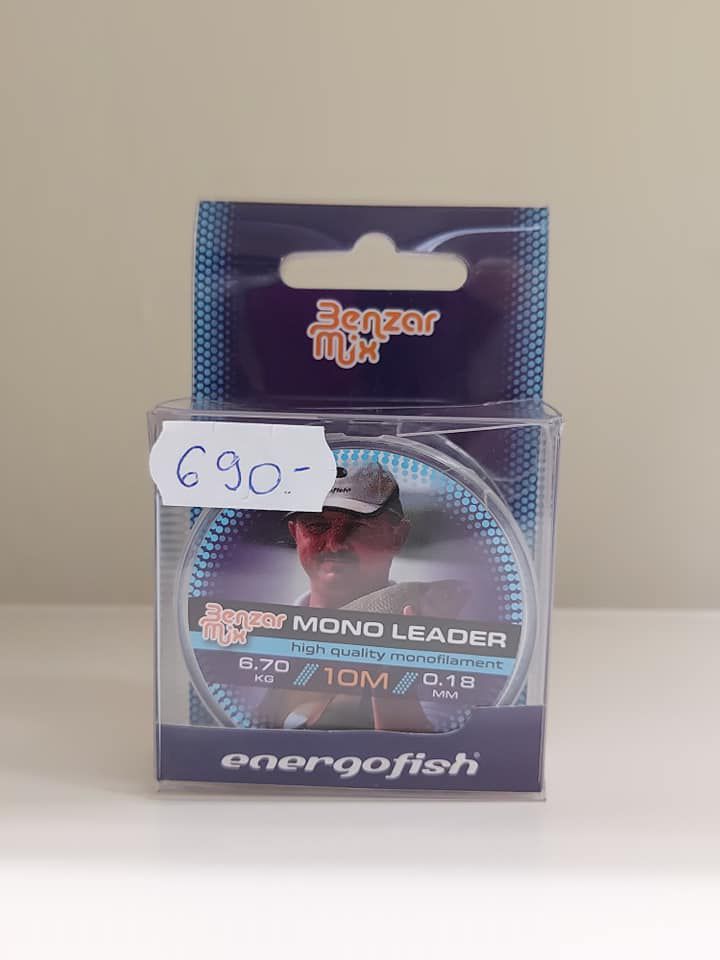 Benzar
Mix
690.-
Benzar
Mix
MONO LEADER
high quality monofilament
6.70
KG
10M
0.18
MM
energofish